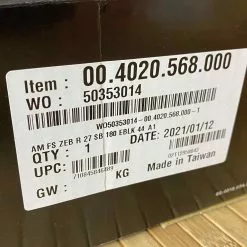 Item : 00.4020.568.000
WO : 50353014
WO50353014-00.4020.568.000-1
AM FS ZEB R 27 SB 180 EBLK 44 A1
QTY : 1 DATE: 2021/01/12
UPC:
GW : KG Made in Taiwan